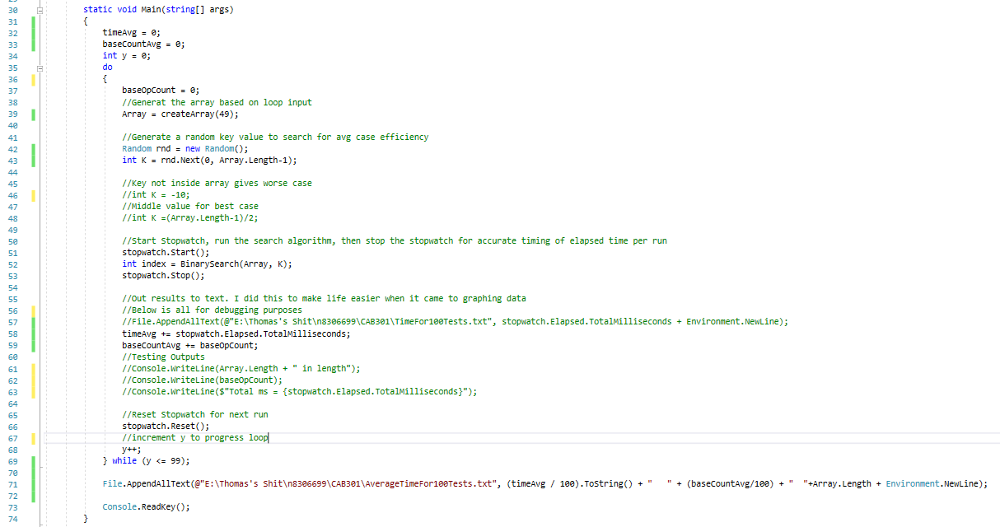 30 static void Main(string[] args)
31 {
32 timeAvg = 0;
33 baseCountAvg = 0;
34 int y = 0;
35 do
36 {
37 baseOpCount = 0;
38 //Generat the array based on loop input
39 Array = createArray(49);
40
41 //Generate a random key value to search for avg case efficiency
42 Random rnd = new Random();
43 int K = rnd.Next(0, Array.Length-1);
44
45 //Key not inside array gives worse case
46 //int K = -10;
47 //Middle value for best case
48 //int K =(Array.Length-1)/2;
49
50 //Start Stopwatch, run the search algorithm, then stop the stopwatch for accurate timing of elapsed time per run
51 stopwatch.Start();
52 int index = BinarySearch(Array, K);
53 stopwatch.Stop();
54
55 //Out results to text. I did this to make life easier when it came to graphing data
56 //Below is all for debugging purposes
57 //File.AppendAllText(@"E:\Thomas's Shit\n8306699\CAB301\TimeFor100Tests.txt", stopwatch.Elapsed.TotalMilliseconds + Environment.NewLine);
58 timeAvg += stopwatch.Elapsed.TotalMilliseconds;
59 baseCountAvg += baseOpCount;
60 //Testing Outputs
61 //Console.WriteLine(Array.Length + " in length");
62 //Console.WriteLine(baseOpCount);
63 //Console.WriteLine($"Total ms = {stopwatch.Elapsed.TotalMilliseconds}");
64
65 //Reset Stopwatch for next run
66 stopwatch.Reset();
67 //increment y to progress loop
68 y++;
69 } while (y <= 99);
70
71 File.AppendAllText(@"E:\Thomas's Shit\n8306699\CAB301\AverageTimeFor100Tests.txt", (timeAvg / 100).ToString() + "   " + (baseCountAvg/100) + "  "+Array.Length + Environment.NewLine);
72
73 Console.ReadKey();
74 }